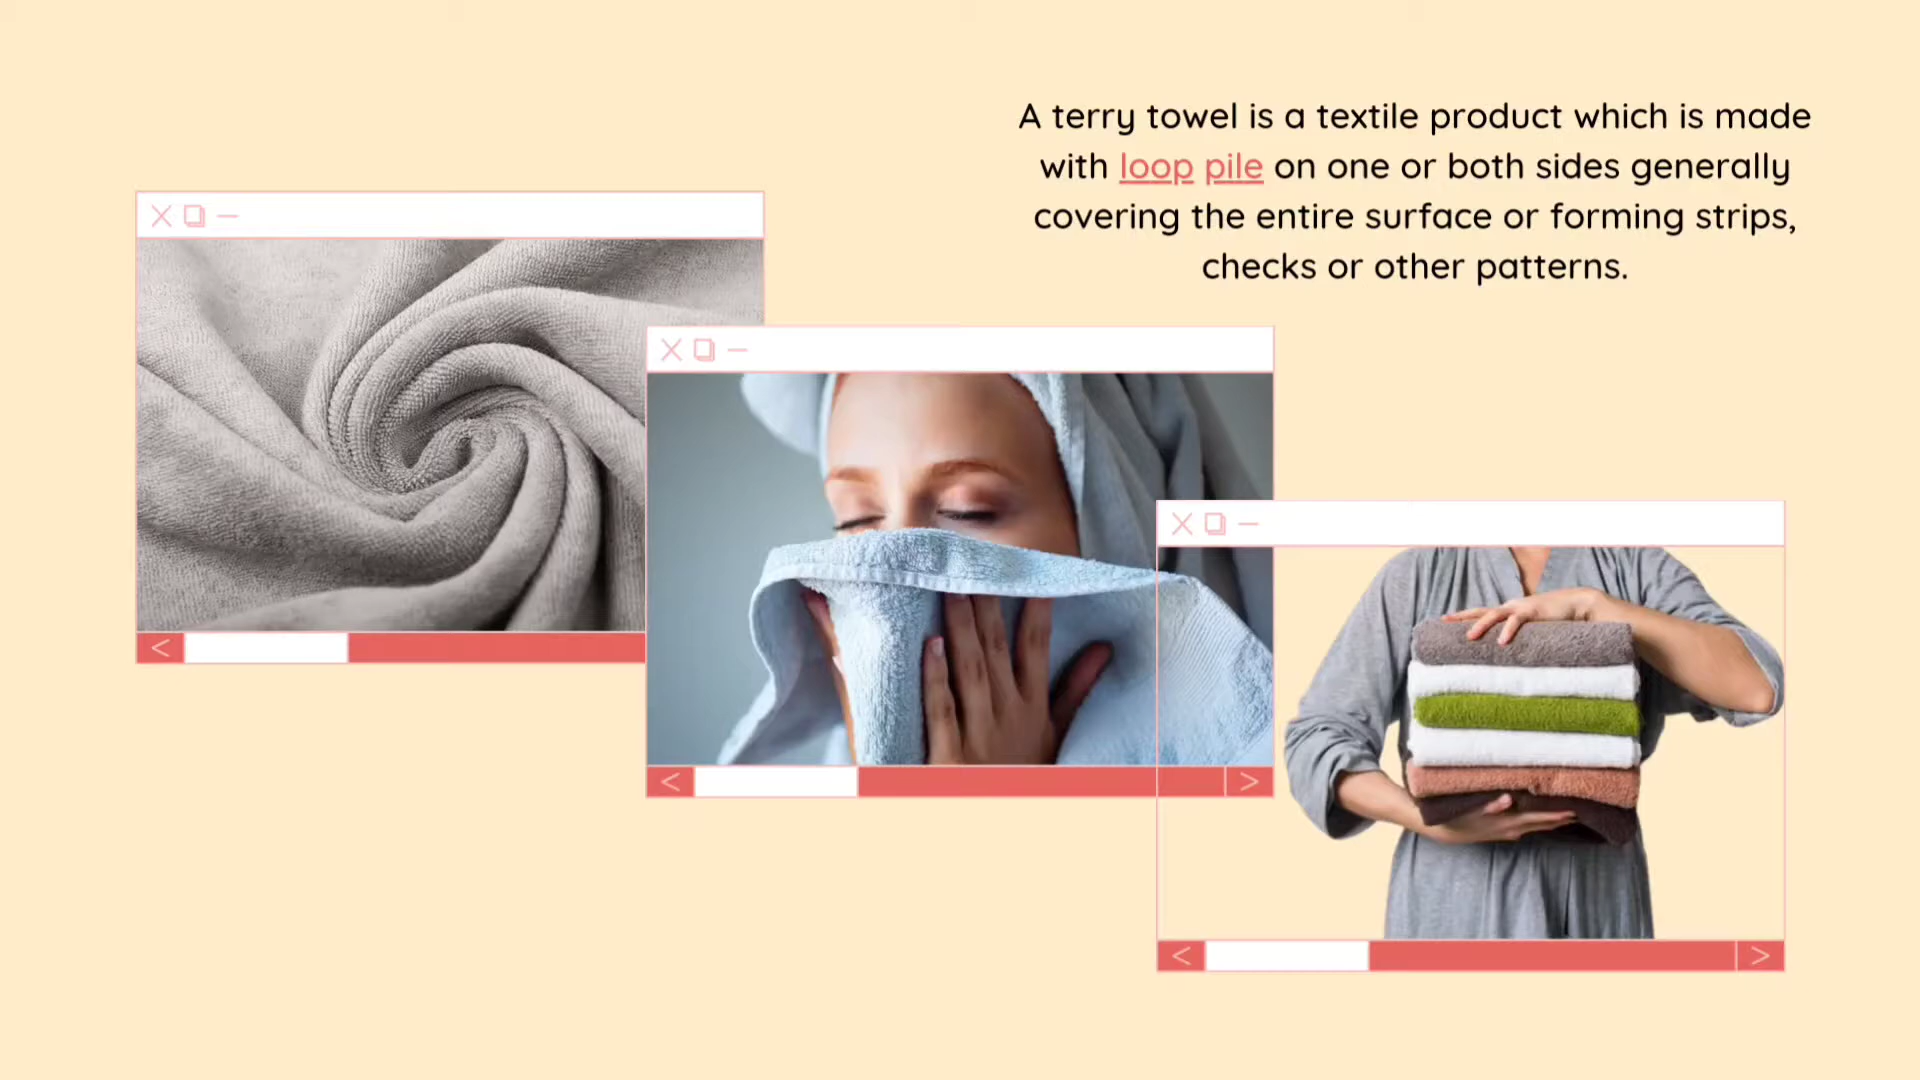 A terry towel is a textile product which is made
with loop pile on one or both sides generally
covering the entire surface or forming strips,
checks or other patterns.